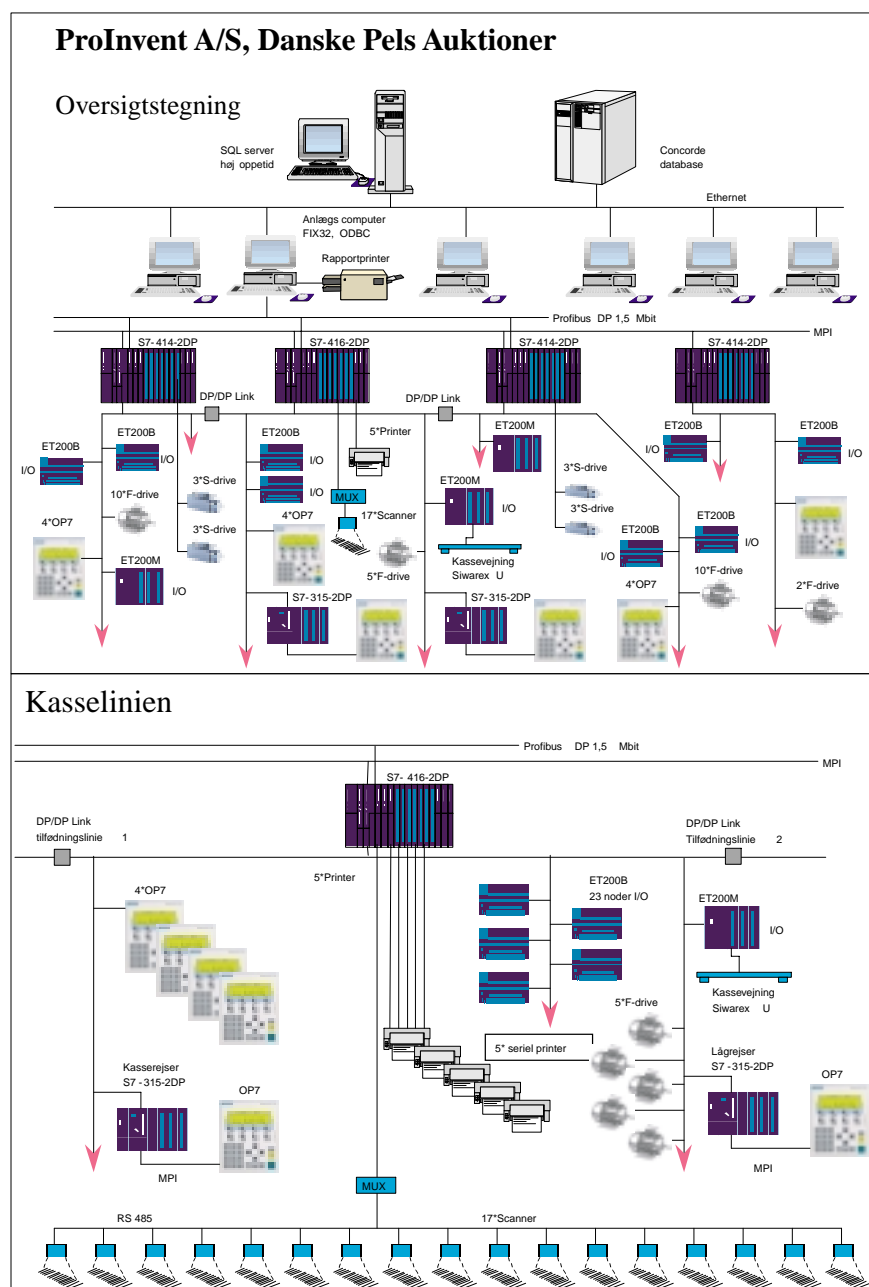 ProInvent A/S, Danske Pels Auktioner
Oversigtstegning
SQL server
høj oppetid
Concorde
database
Ethernet
Anlægs computer
FIX32, ODBC
Rapportprinter
Profibus DP 1,5 Mbit
MPI
S7-414-2DP
S7-416-2DP
S7-414-2DP
S7-414-2DP
DP/DP Link
DP/DP Link
ET200B
I/O
ET200B
I/O
10*F-drive
4*OP7
ET200M
I/O
3*S-drive
3*S-drive
ET200B
I/O
I/O
4*OP7
S7-315-2DP
5*Printer
MUX
17*Scanner
5*F-drive
ET200M
ET200M
I/O
Kassevejning
Siwarex U
S7-315-2DP
3*S-drive
3*S-drive
ET200B
I/O
ET200B
I/O
4*OP7
10*F-drive
ET200B
I/O
ET200B
I/O
2*F-drive
Kasselinien
Profibus DP 1,5 Mbit
MPI
S7- 416-2DP
DP/DP Link
tilfødningslinie 1
DP/DP Link
Tilfødningslinie 2
5*Printer
4*OP7
ET200B
23 noder I/O
ET200M
I/O
Kassevejning
Siwarex U
5*F-drive
5* seriel printer
Kasserejser
S7 -315-2DP
OP7
MPI
Lågrejser
S7 -315-2DP
OP7
MPI
MUX
RS 485
17*Scanner